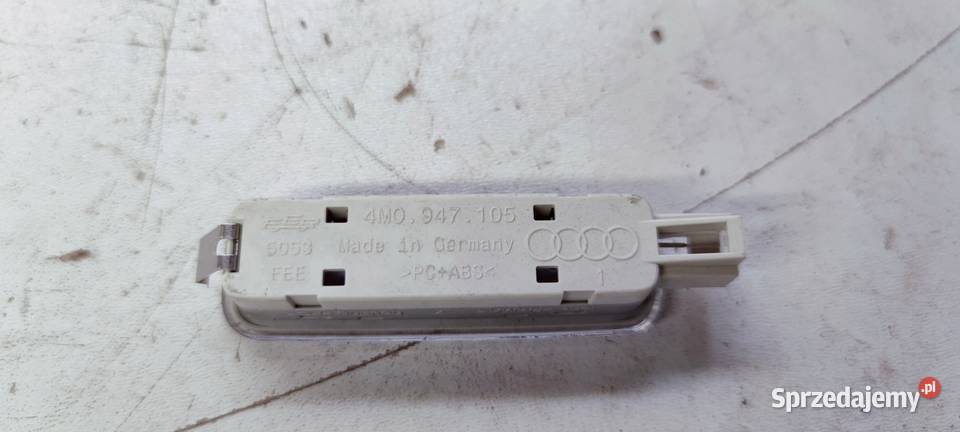 4M0.947.105
5053 Made in Germany
FEE >PC+ABS< 1
Sprzedajemy.pl